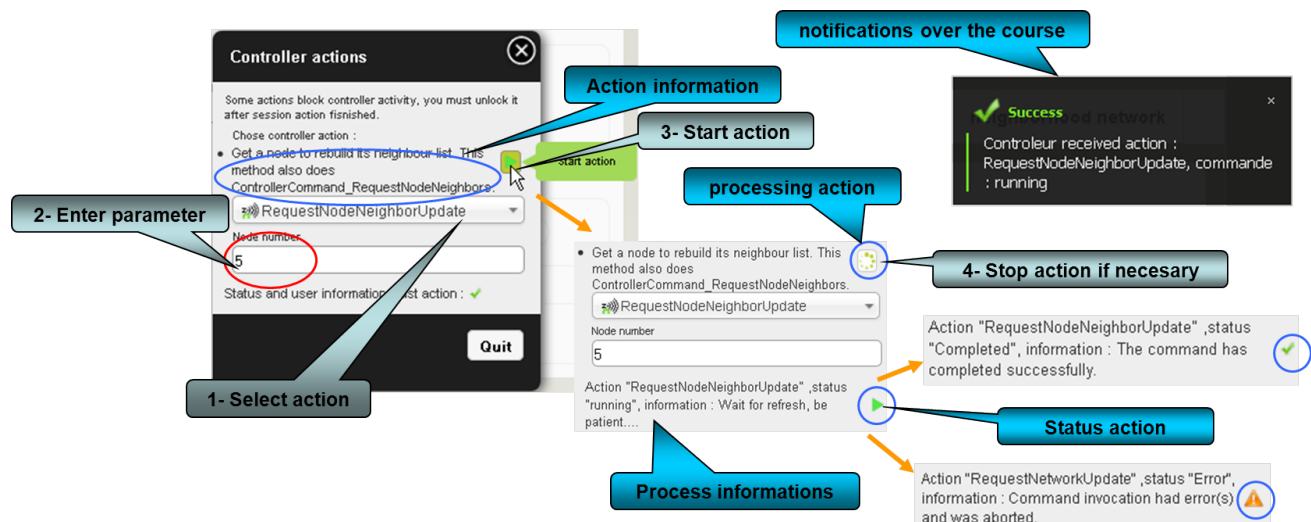 notifications over the course
Controller actions
Some actions block controller activity, you must unlock it
after session action fisnished.
Chose controller action :
Get a node to rebuild its neighbour list. This
method also does
ControllerCommand_RequestNodeNeighbors.
RequestNodeNeighborUpdate
Node number
5
Status and user information last action :
Quit
Action information
3- Start action
Start action
2- Enter parameter
1- Select action
Success
network
Controleur received action :
RequestNodeNeighborUpdate, commande
: running
processing action
Get a node to rebuild its neighbour list. This
method also does
ControllerCommand_RequestNodeNeighbors.
RequestNodeNeighborUpdate
Node number
5
Action "RequestNodeNeighborUpdate" ,status
"running", information : Wait for refresh, be
patient....
4- Stop action if necesary
Action "RequestNodeNeighborUpdate" ,status
"Completed", information : The command has
completed successfully.
Status action
Process informations
Action "RequestNetworkUpdate" ,status "Error",
information : Command invocation had error(s)
and was aborted.